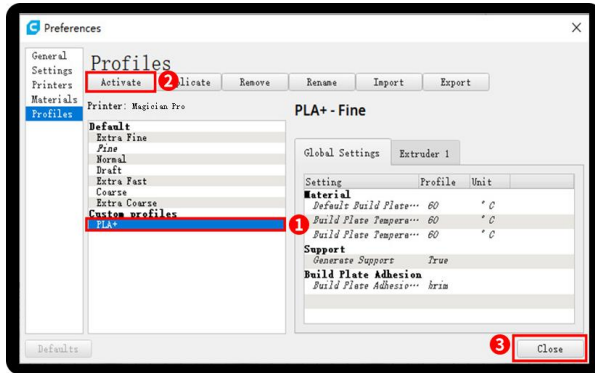 Preferences
General
Settings
Printers
Materials
Profiles
Profiles
Activate 2 licate Remove Rename Import Export
Printer: Magician Pro
Default
Extra Fine
Fine
Normal
Draft
Extra Fast
Coarse
Extra Coarse
Custom profiles
PLA+
1
PLA+ - Fine
Global Settings Extruder 1
Setting Profile Unit
Material
Default Build Plate··· 60 ° C
Build Plate Tempera··· 60 ° C
Build Plate Tempera··· 60 ° C
Support
Generate Support True
Build Plate Adhesion
Build Plate Adhesio··· brim
Defaults
3 Close